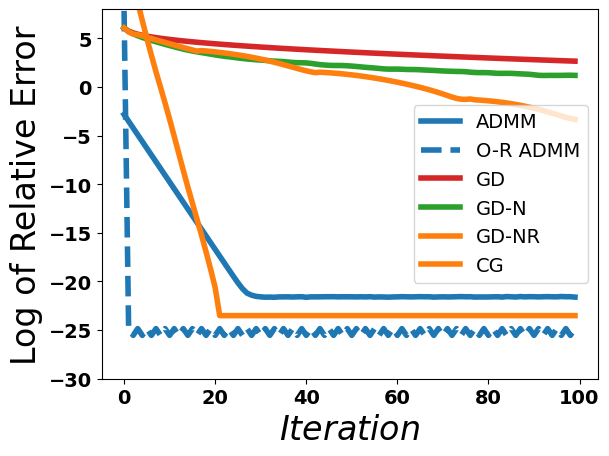 5
0
−5
−10
−15
−20
−25
−30
Log of Relative Error
ADMM
O-R ADMM
GD
GD-N
GD-NR
CG
0 20 40 60 80 100
Iteration